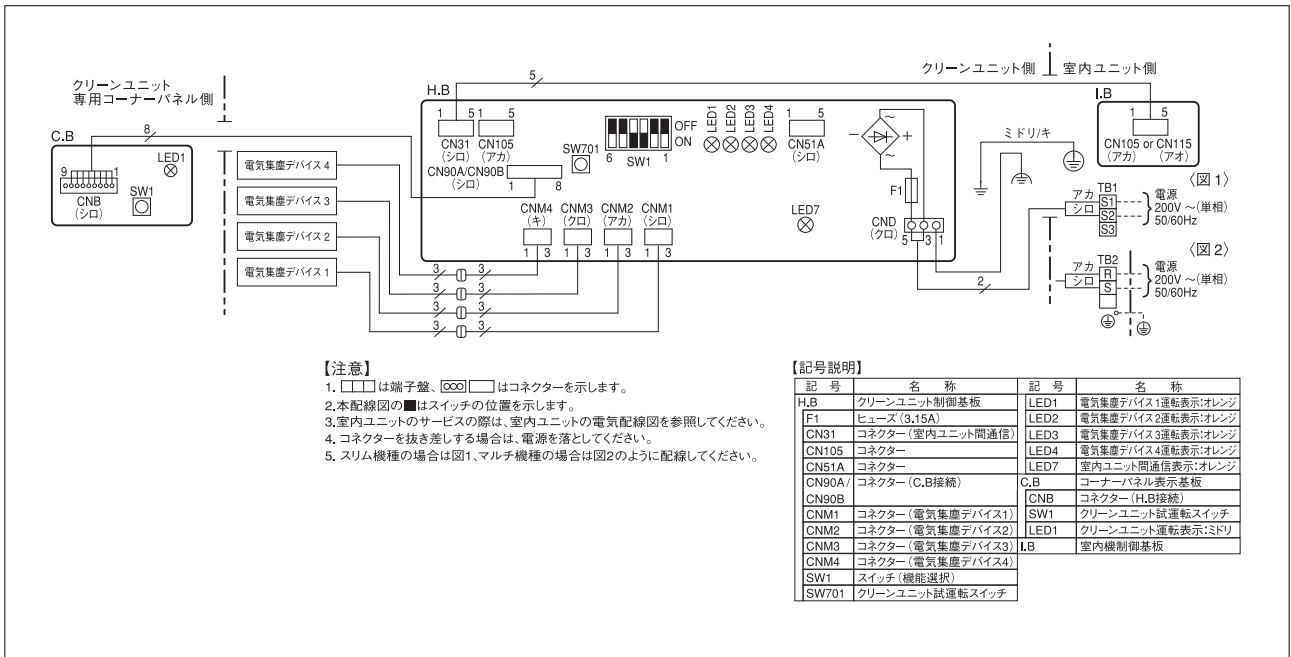 クリーンユニット側
室内ユニット側
クリーンユニット
専用コーナーパネル側
C.B
8
9
1
CNB
(シロ)
LED1
SW1
電気集塵デバイス 4
電気集塵デバイス 3
電気集塵デバイス 2
電気集塵デバイス 1
H.B
5
1 5
CN31
(シロ)
1 5
CN105
(アカ)
CN90A/CN90B
(シロ)
1 8
SW701
OFF
ON
6 SW1 1
LED1
LED2
LED3
LED4
1 5
CN51A
(シロ)
− ~ ~ +
F1
LED7
CND
(クロ)
5 3 1
CNM4
(キ)
1 3
CNM3
(クロ)
1 3
CNM2
(アカ)
1 3
CNM1
(シロ)
1 3
3 3
3 3
3 3
3 3
2
I.B
1 5
CN105 or CN115
(アカ) (アオ)
ミドリ/キ
〈図 1〉
TB1
アカ S1
シロ S2
S3
電源
200V ~(単相)
50/60Hz
〈図 2〉
TB2
アカ R
シロ S
電源
200V ~(単相)
50/60Hz
【注意】
1. は端子盤、 はコネクターを示します。
2.本配線図の■はスイッチの位置を示します。
3.室内ユニットのサービスの際は、室内ユニットの電気配線図を参照してください。
4. コネクターを抜き差しする場合は、電源を落としてください。
5. スリム機種の場合は図1、マルチ機種の場合は図2のように配線してください。
【記号説明】
記 号 名 称 記 号 名 称
H.B クリーンユニット制御基板 LED1 電気集塵デバイス1運転表示:オレンジ
F1 ヒューズ(3.15A) LED2 電気集塵デバイス2運転表示:オレンジ
CN31 コネクター(室内ユニット間通信) LED3 電気集塵デバイス3運転表示:オレンジ
CN105 コネクター LED4 電気集塵デバイス4運転表示:オレンジ
CN51A コネクター LED7 室内ユニット間通信表示:オレンジ
CN90A/ コネクター(C.B接続) C.B コーナーパネル表示基板
CN90B CNB コネクター(H.B接続)
CNM1 コネクター(電気集塵デバイス1) SW1 クリーンユニット試運転スイッチ
CNM2 コネクター(電気集塵デバイス2) LED1 クリーンユニット運転表示:ミドリ
CNM3 コネクター(電気集塵デバイス3) I.B 室内機制御基板
CNM4 コネクター(電気集塵デバイス4)
SW1 スイッチ(機能選択)
SW701 クリーンユニット試運転スイッチ